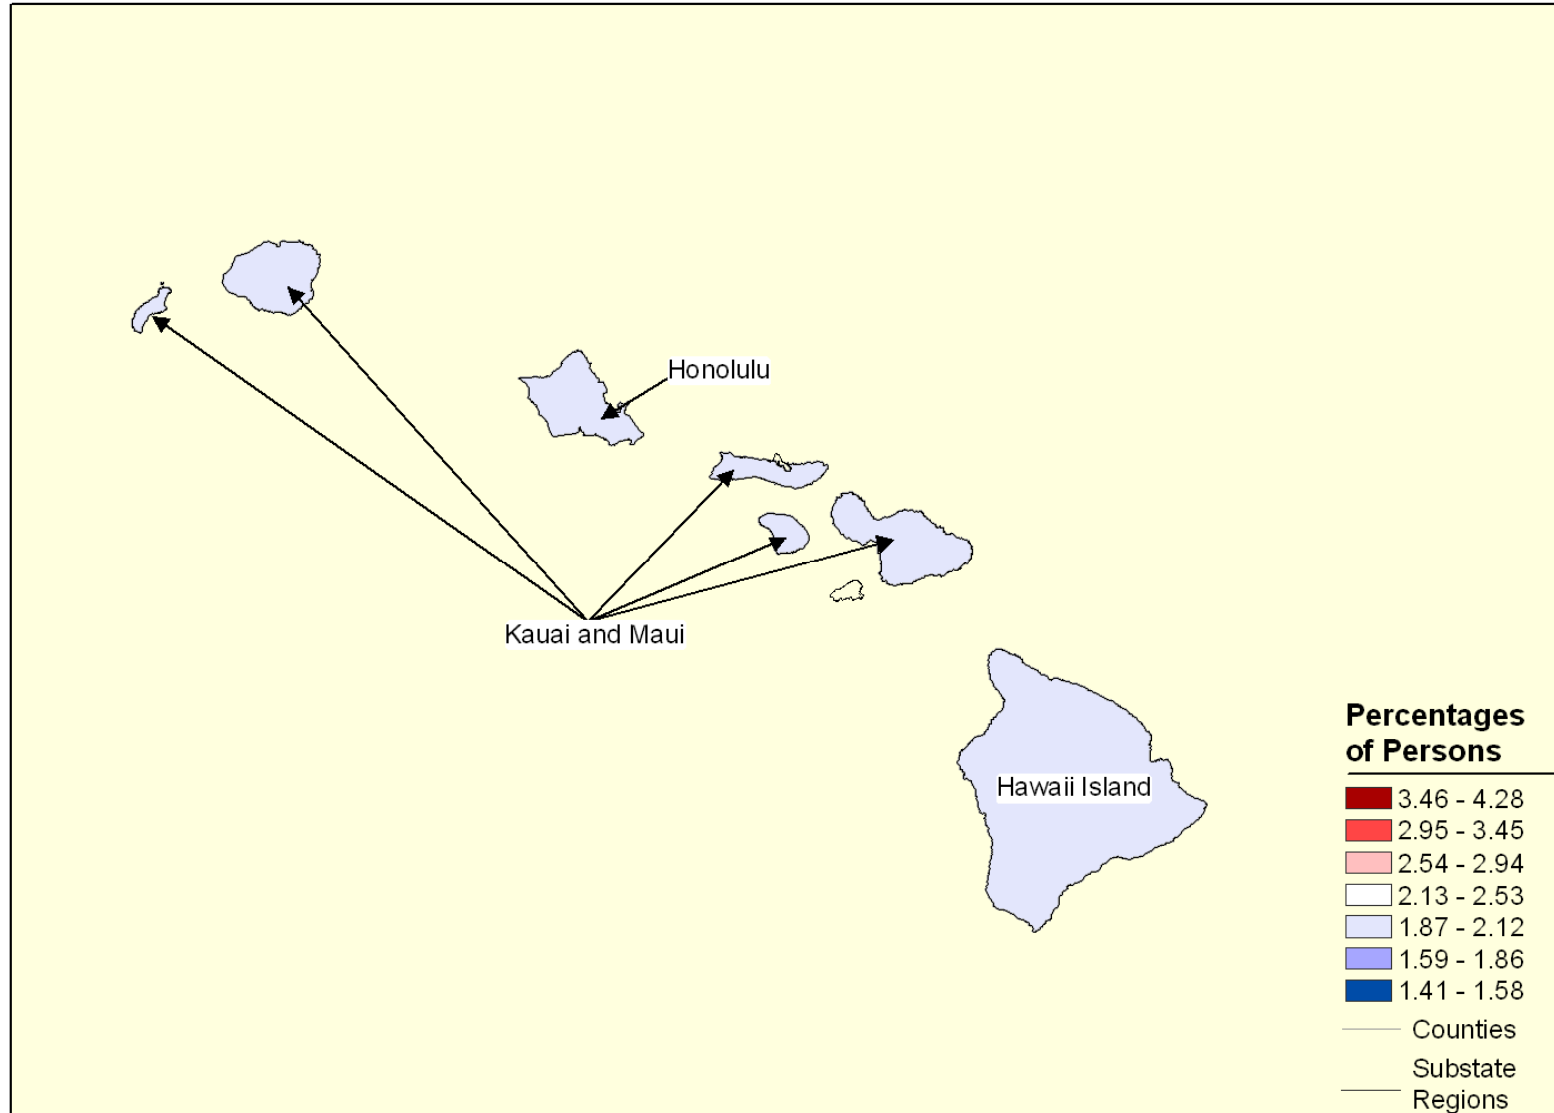 Honolulu
Kauai and Maui
Hawaii Island
Percentages
of Persons
3.46 - 4.28
2.95 - 3.45
2.54 - 2.94
2.13 - 2.53
1.87 - 2.12
1.59 - 1.86
1.41 - 1.58
Counties
Substate
Regions